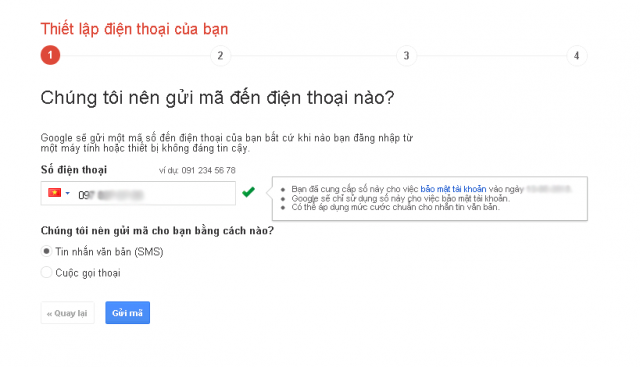 Thiết lập điện thoại của bạn
1 2 3 4
Chúng tôi nên gửi mã đến điện thoại nào?
Google sẽ gửi một mã số đến điện thoại của bạn bất cứ khi nào bạn đăng nhập từ
một máy tính hoặc thiết bị không đáng tin cậy.
Số điện thoại ví dụ: 091 234 56 78
Bạn đã cung cấp số này cho việc bảo mật tài khoản vào ngày
Google sẽ chỉ sử dụng số này cho việc bảo mật tài khoản.
Có thể áp dụng mức cước chuẩn cho nhắn tin văn bản.
Chúng tôi nên gửi mã cho bạn bằng cách nào?
Tin nhắn văn bản (SMS)
Cuộc gọi thoại
« Quay lại Gửi mã